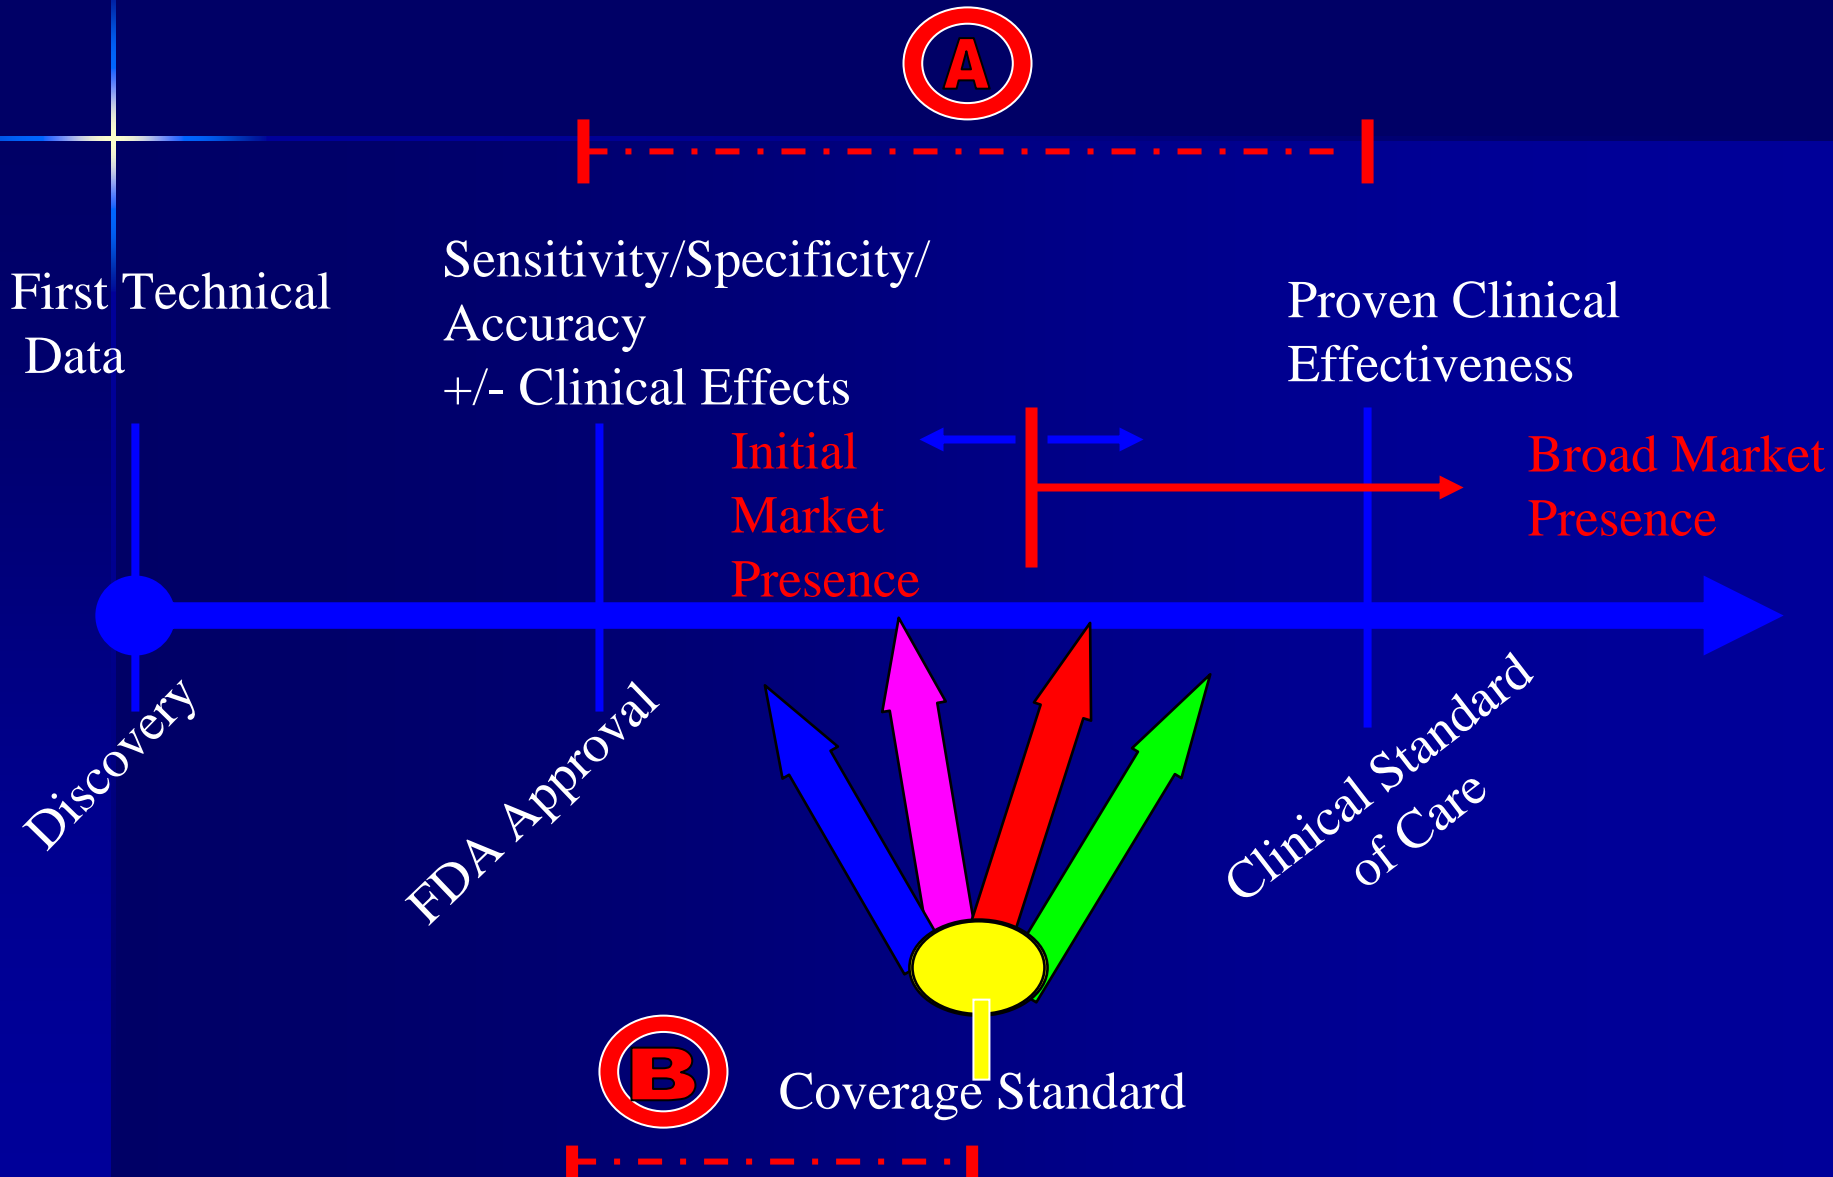 A
First Technical
Data
Sensitivity/Specificity/
Accuracy
+/- Clinical Effects
Proven Clinical
Effectiveness
Initial
Market
Presence
Broad Market
Presence
Discovery
FDA Approval
Clinical Standard
of Care
B
Coverage Standard